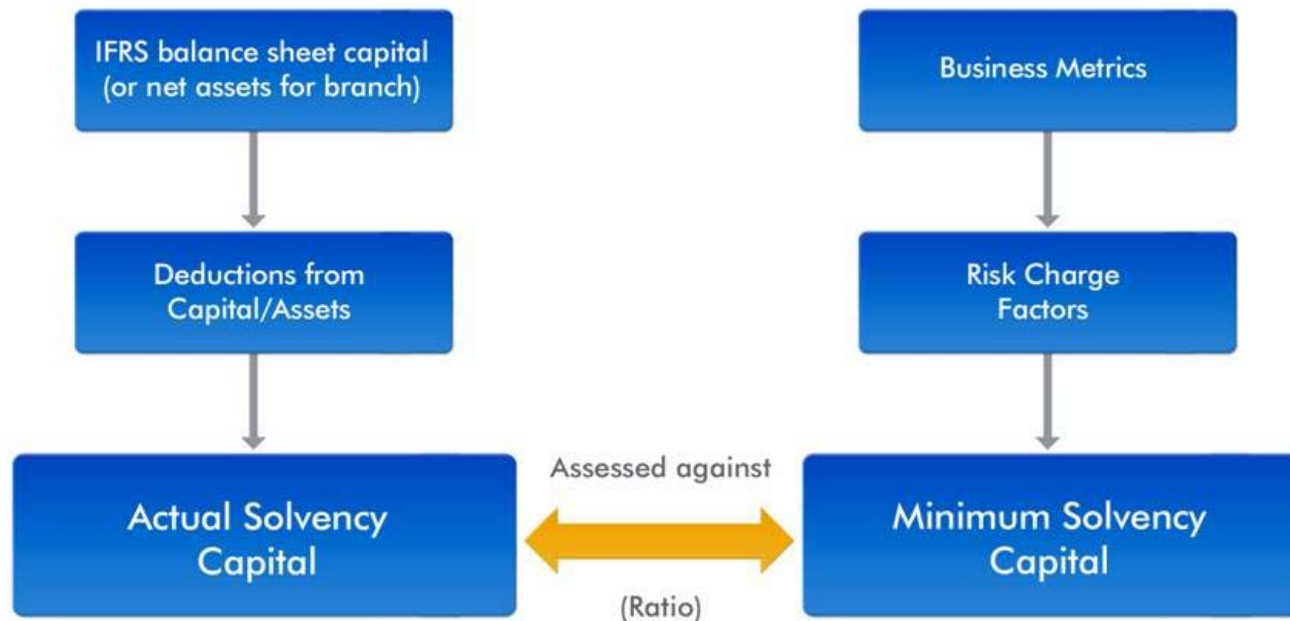 IFRS balance sheet capital
(or net assets for branch)
Deductions from
Capital/Assets
Actual Solvency
Capital
Assessed against
(Ratio)
Business Metrics
Risk Charge
Factors
Minimum Solvency
Capital